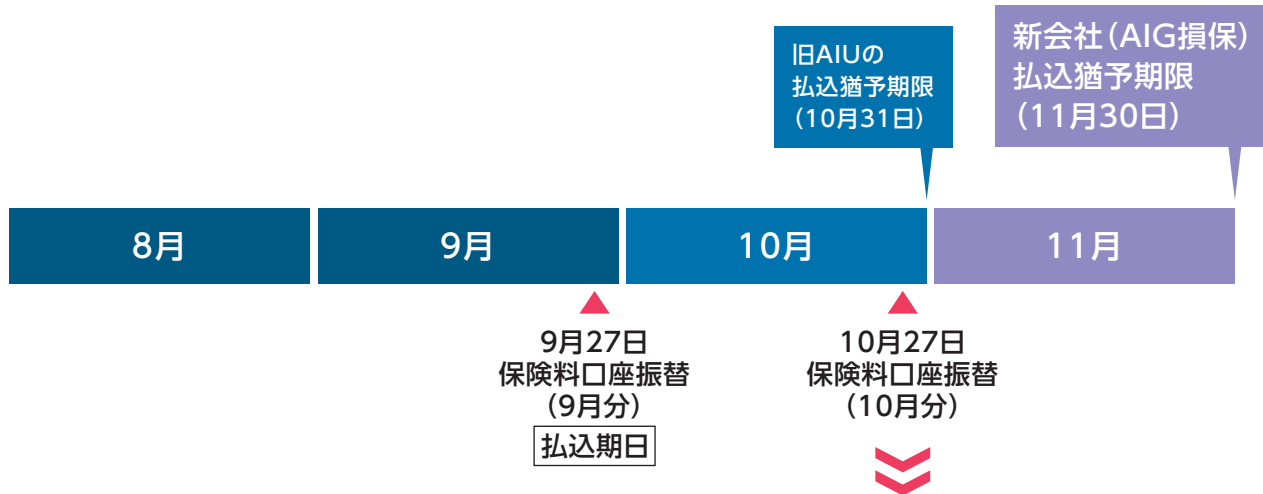 旧AIUの
払込猶予期限
(10月31日)
新会社(AIG損保)
払込猶予期限
(11月30日)
8月
9月
10月
11月
9月27日
保険料口座振替
(9月分)
払込期日
10月27日
保険料口座振替
(10月分)